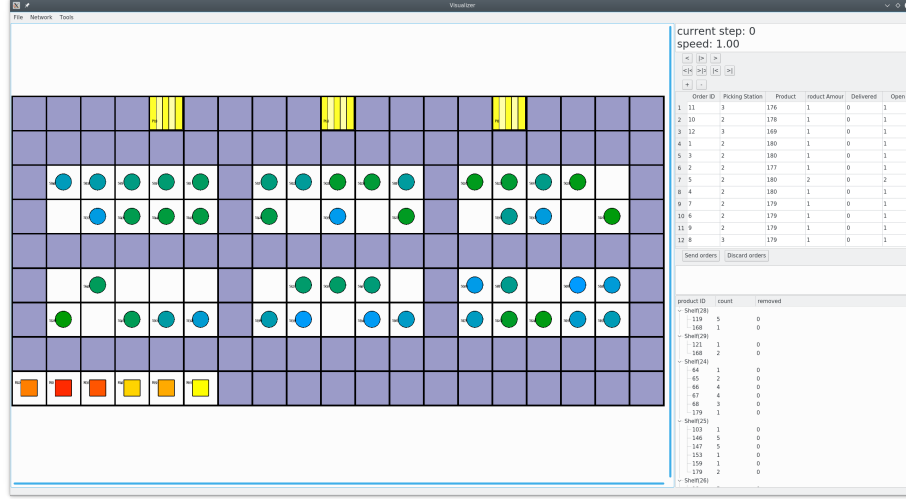 Visualizer
File Network Tools
current step: 0
speed: 1.00
< |> >
<|< >|> |< >|
+ -
Order ID Picking Station Product roduct Amour Delivered Open
1 11 3 176 1 0 1
2 10 2 178 1 0 1
3 12 3 169 1 0 1
4 1 2 180 1 0 1
5 3 2 180 1 0 1
6 2 2 177 1 0 1
7 5 2 180 2 0 2
8 4 2 180 1 0 1
9 7 2 179 1 0 1
10 6 2 179 1 0 1
11 9 2 179 1 0 1
12 8 3 179 1 0 1
Send orders Discard orders
product ID count removed
Shelf(28)
119 5 0
168 1 0
Shelf(29)
121 1 0
168 2 0
Shelf(24)
64 1 0
65 2 0
66 4 0
67 4 0
68 3 0
179 1 0
Shelf(25)
103 1 0
146 5 0
147 5 0
153 1 0
159 1 0
179 2 0
Shelf(26)